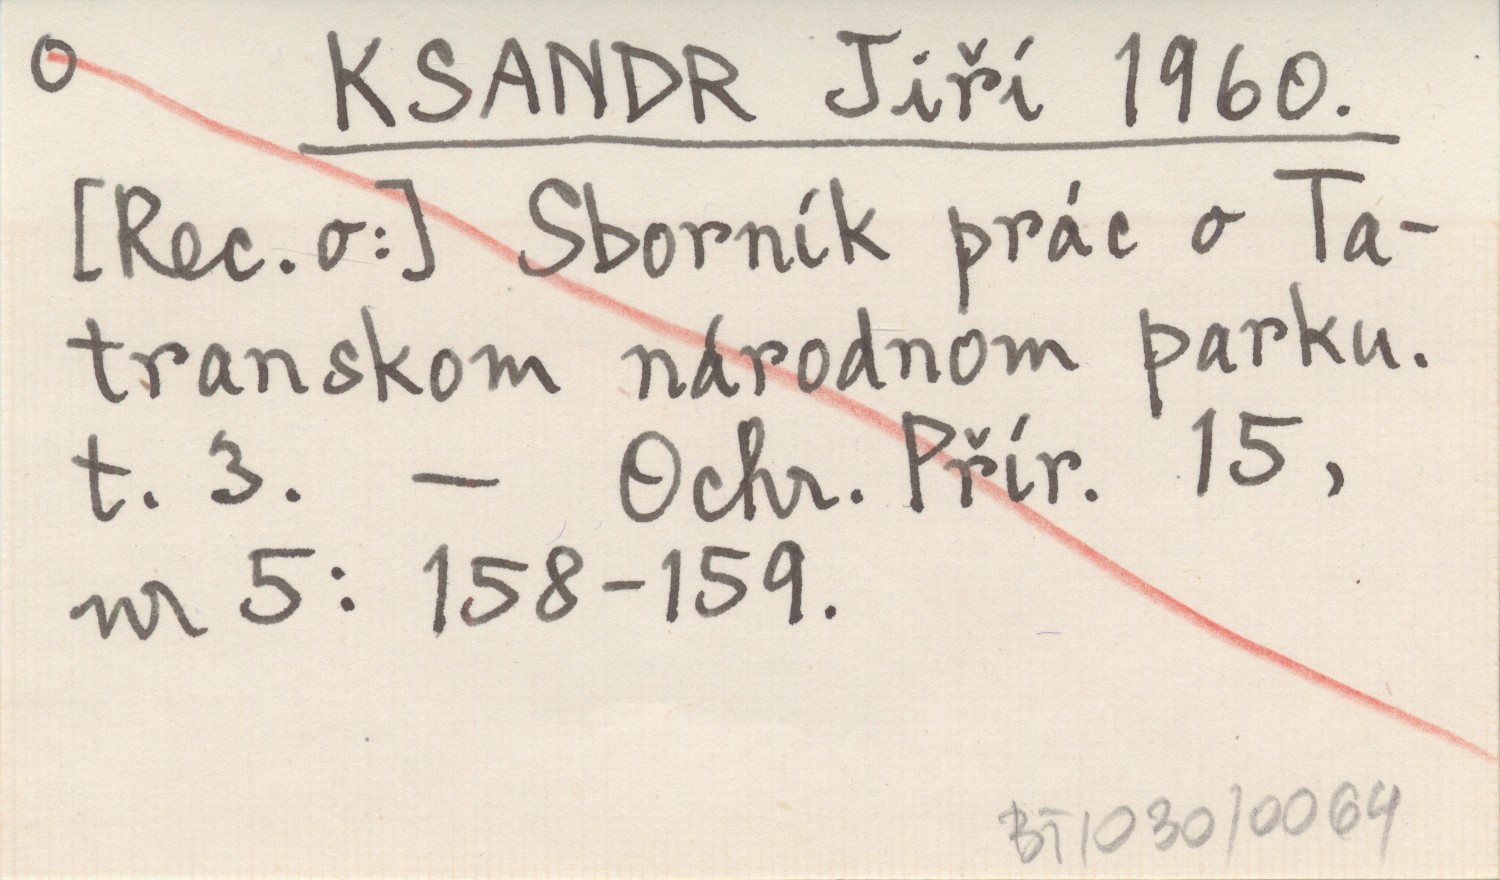 O KSANDR Jiří 1960.
[Rec. o:] Sborník prác o Ta-
transkom národnom parku.
t. 3. — Ochr. Přír. 15,
nr 5: 158-159.
BT/030/0064